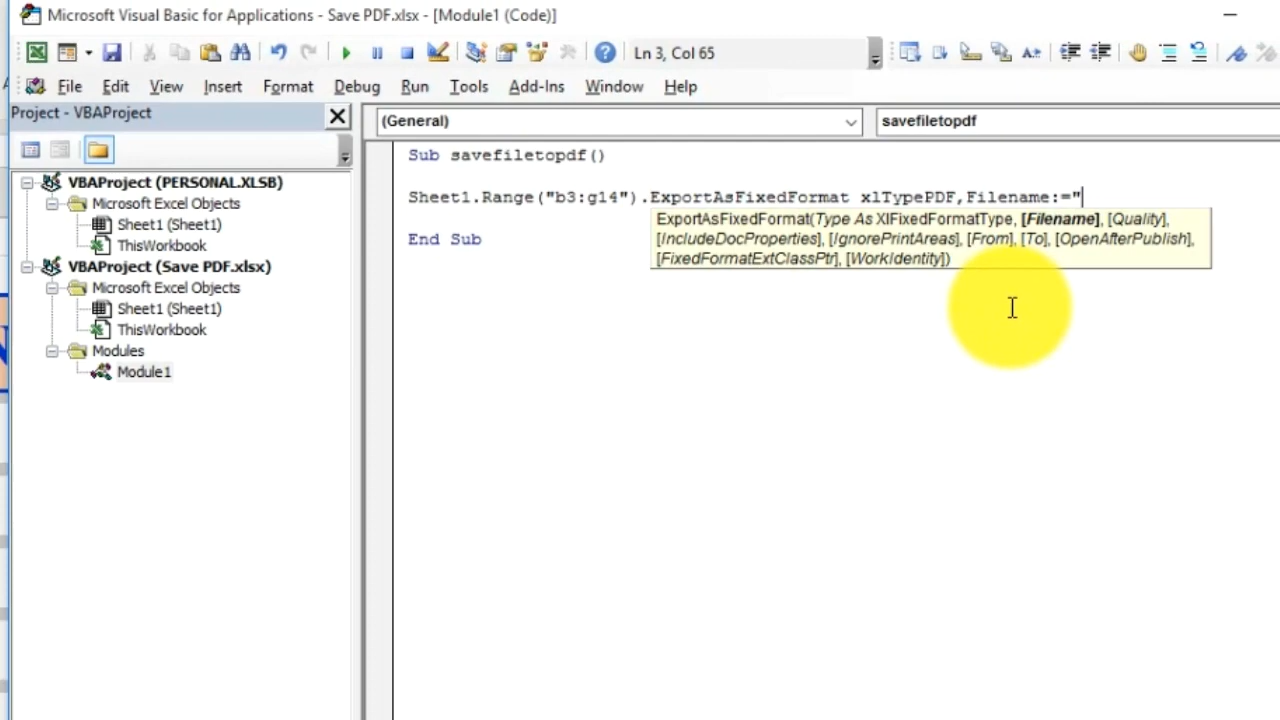 Microsoft Visual Basic for Applications - Save PDF.xlsx - [Module1 (Code)]
Ln 3, Col 65
File Edit View Insert Format Debug Run Tools Add-Ins Window Help
Project - VBAProject
(General) savefiletopdf
Sub savefiletopdf()
VBAProject (PERSONAL.XLSB)
Sheet1.Range("b3:g14").ExportAsFixedFormat xlTypePDF,Filename:="
Microsoft Excel Objects
ExportAsFixedFormat(Type As XlFixedFormatType, [Filename], [Quality],
Sheet1 (Sheet1)
[IncludeDocProperties], [IgnorePrintAreas], [From], [To], [OpenAfterPublish],
End Sub
ThisWorkbook
[FixedFormatExtClassPtr], [WorkIdentity])
VBAProject (Save PDF.xlsx)
Microsoft Excel Objects
Sheet1 (Sheet1)
ThisWorkbook
Modules
Module1